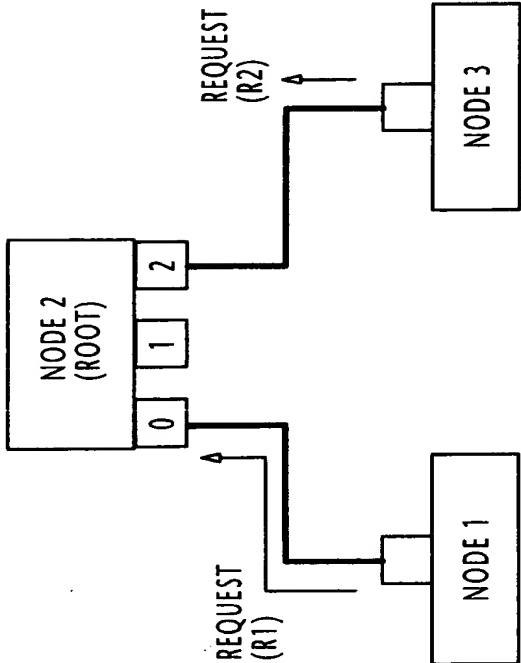 NODE 2
(ROOT)
0
1
2
REQUEST
(R1)
REQUEST
(R2)
NODE 1
NODE 3